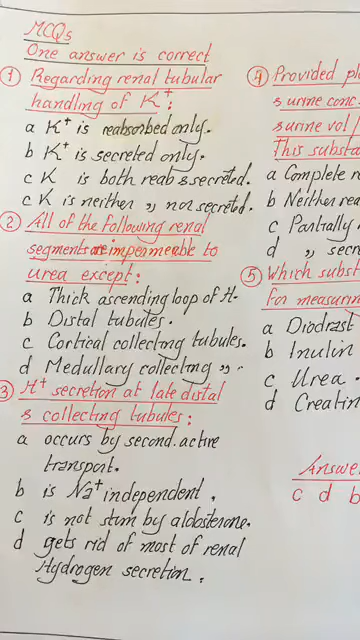 MCQs
One answer is correct
① Regarding renal tubular
handling of K⁺:
a K⁺ is reabsorbed only.
b K⁺ is secreted only.
c K is both reab & secreted.
c K is neither ,, nor secreted.
② All of the following renal
segments are impermeable to
urea except:
a Thick ascending loop of H.
b Distal tubules.
c Cortical collecting tubules.
d Medullary collecting ,, .
③ H⁺ secretion at late distal
& collecting tubules:
a occurs by second. active
transport.
b is Na⁺ independent.
c is not stim by aldosterone.
d gets rid of most of renal
Hydrogen secretion.
④ Provided pl
s urine conc.
s urine vol /
This substa
a Complete re
b Neither rea
c Partially
d ,, secr
⑤ Which subst
for measurin
a Diodrast
b Inulin
c Urea.
d Creatin
Answe
c d b